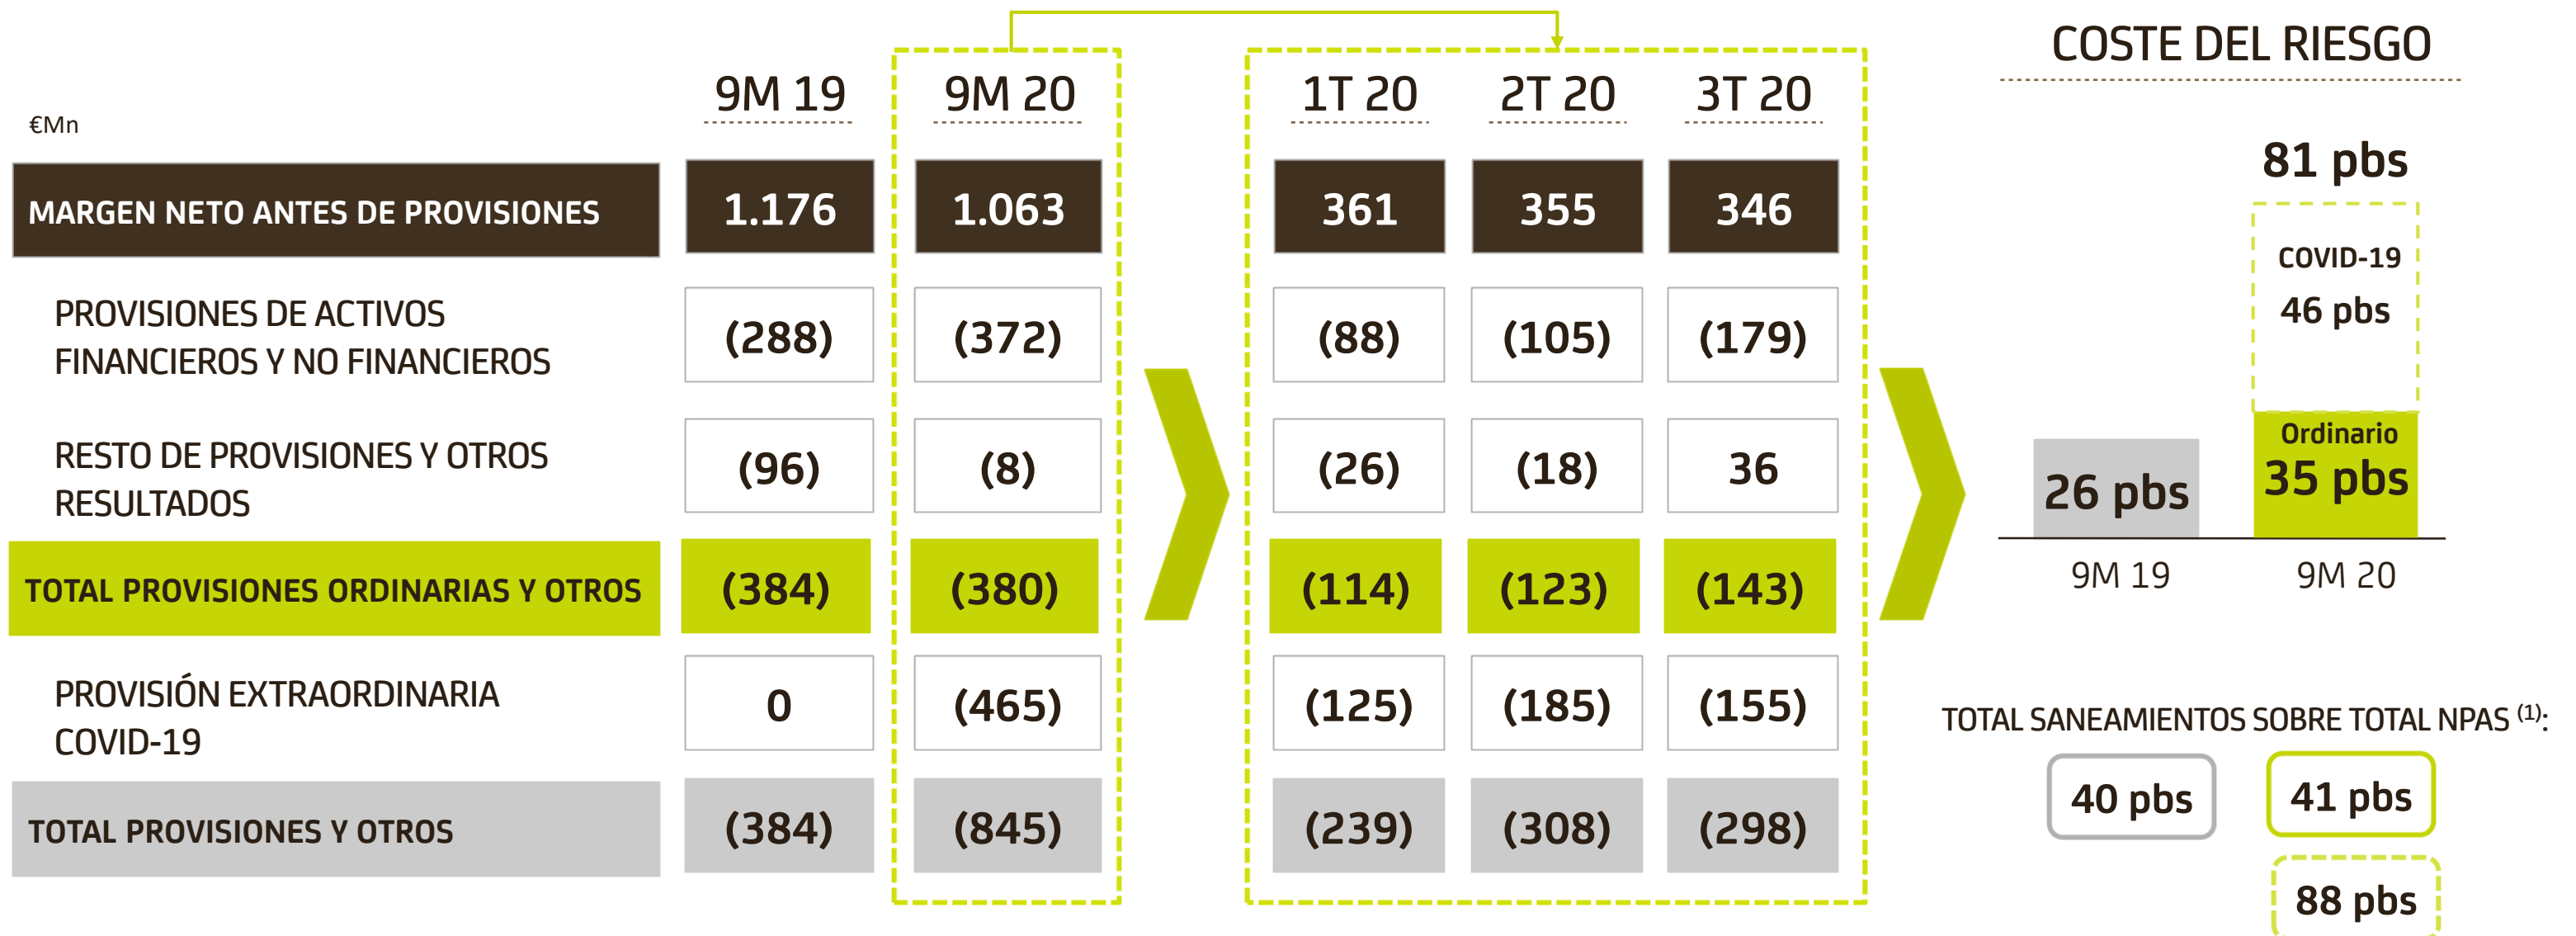 COSTE DEL RIESGO
€Mn 9M 19 9M 20 1T 20 2T 20 3T 20
MARGEN NETO ANTES DE PROVISIONES 1.176 1.063 361 355 346
PROVISIONES DE ACTIVOS
FINANCIEROS Y NO FINANCIEROS
(288) (372) (88) (105) (179)
RESTO DE PROVISIONES Y OTROS
RESULTADOS
(96) (8) (26) (18) 36
TOTAL PROVISIONES ORDINARIAS Y OTROS (384) (380) (114) (123) (143)
PROVISIÓN EXTRAORDINARIA
COVID-19
0 (465) (125) (185) (155)
TOTAL PROVISIONES Y OTROS (384) (845) (239) (308) (298)
81 pbs
COVID-19
46 pbs
Ordinario
26 pbs 35 pbs
9M 19 9M 20
TOTAL SANEAMIENTOS SOBRE TOTAL NPAS (1):
40 pbs 41 pbs
88 pbs